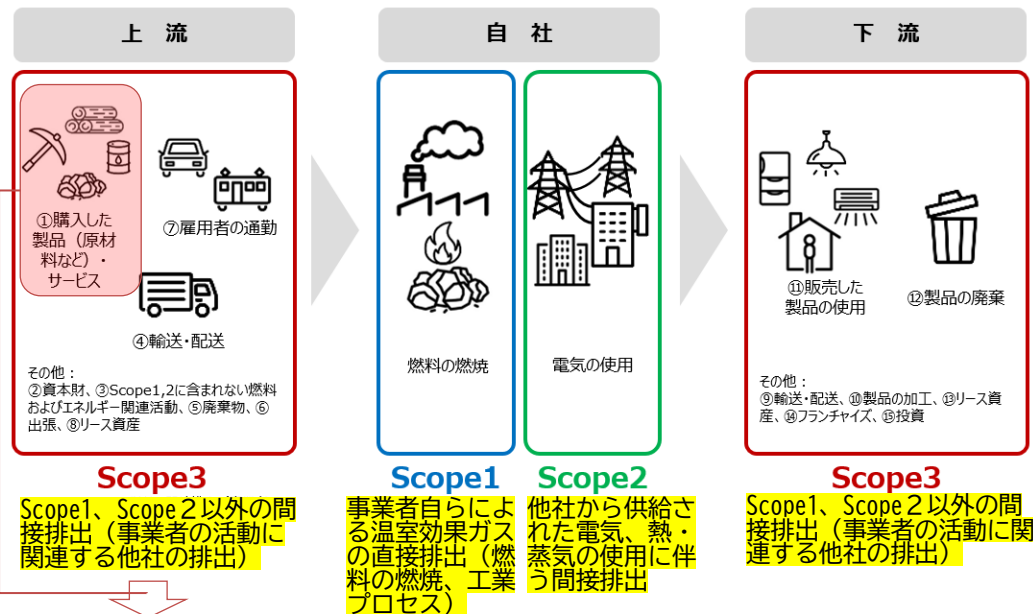 上 流
①購入した
製品（原材
料など）・
サービス
⑦雇用者の通勤
④輸送・配送
その他：
②資本財、③Scope1,2に含まれない燃料
およびエネルギー関連活動、⑤廃棄物、⑥
出張、⑧リース資産
Scope3
Scope1、Scope２以外の間
接排出（事業者の活動に
関連する他社の排出）
自 社
燃料の燃焼
Scope1
事業者自らによ
る温室効果ガス
の直接排出（燃
料の燃焼、工業
プロセス）
電気の使用
Scope2
他社から供給さ
れた電気、熱・
蒸気の使用に伴
う間接排出
下 流
⑪販売した
製品の使用
⑫製品の廃棄
その他：
⑨輸送・配送、⑩製品の加工、⑬リース資
産、⑭フランチャイズ、⑮投資
Scope3
Scope1、Scope２以外の間
接排出（事業者の活動に関
連する他社の排出）